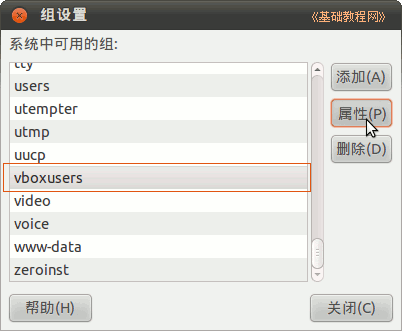 组设置
《基础教程网》
系统中可用的组:
tty
users
utempter
utmp
uucp
vboxusers
video
voice
www-data
zeroinst
添加(A)
属性(P)
删除(D)
帮助(H)
关闭(C)